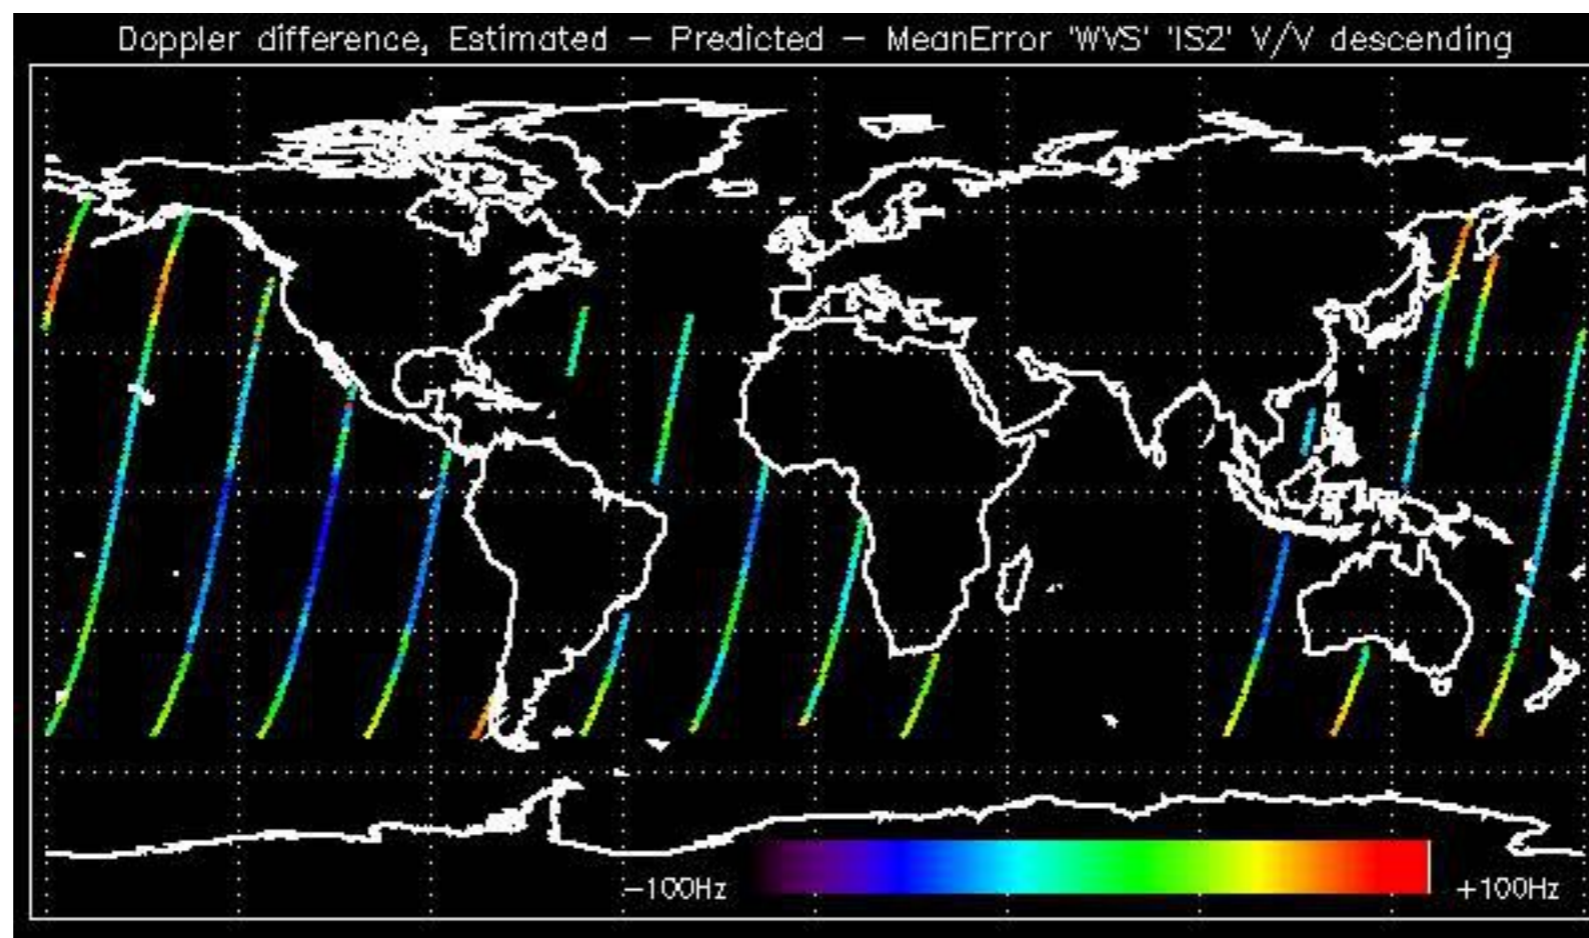 Doppler difference, Estimated − Predicted − MeanError 'WVS' 'IS2' V/V descending
−100Hz
+100Hz